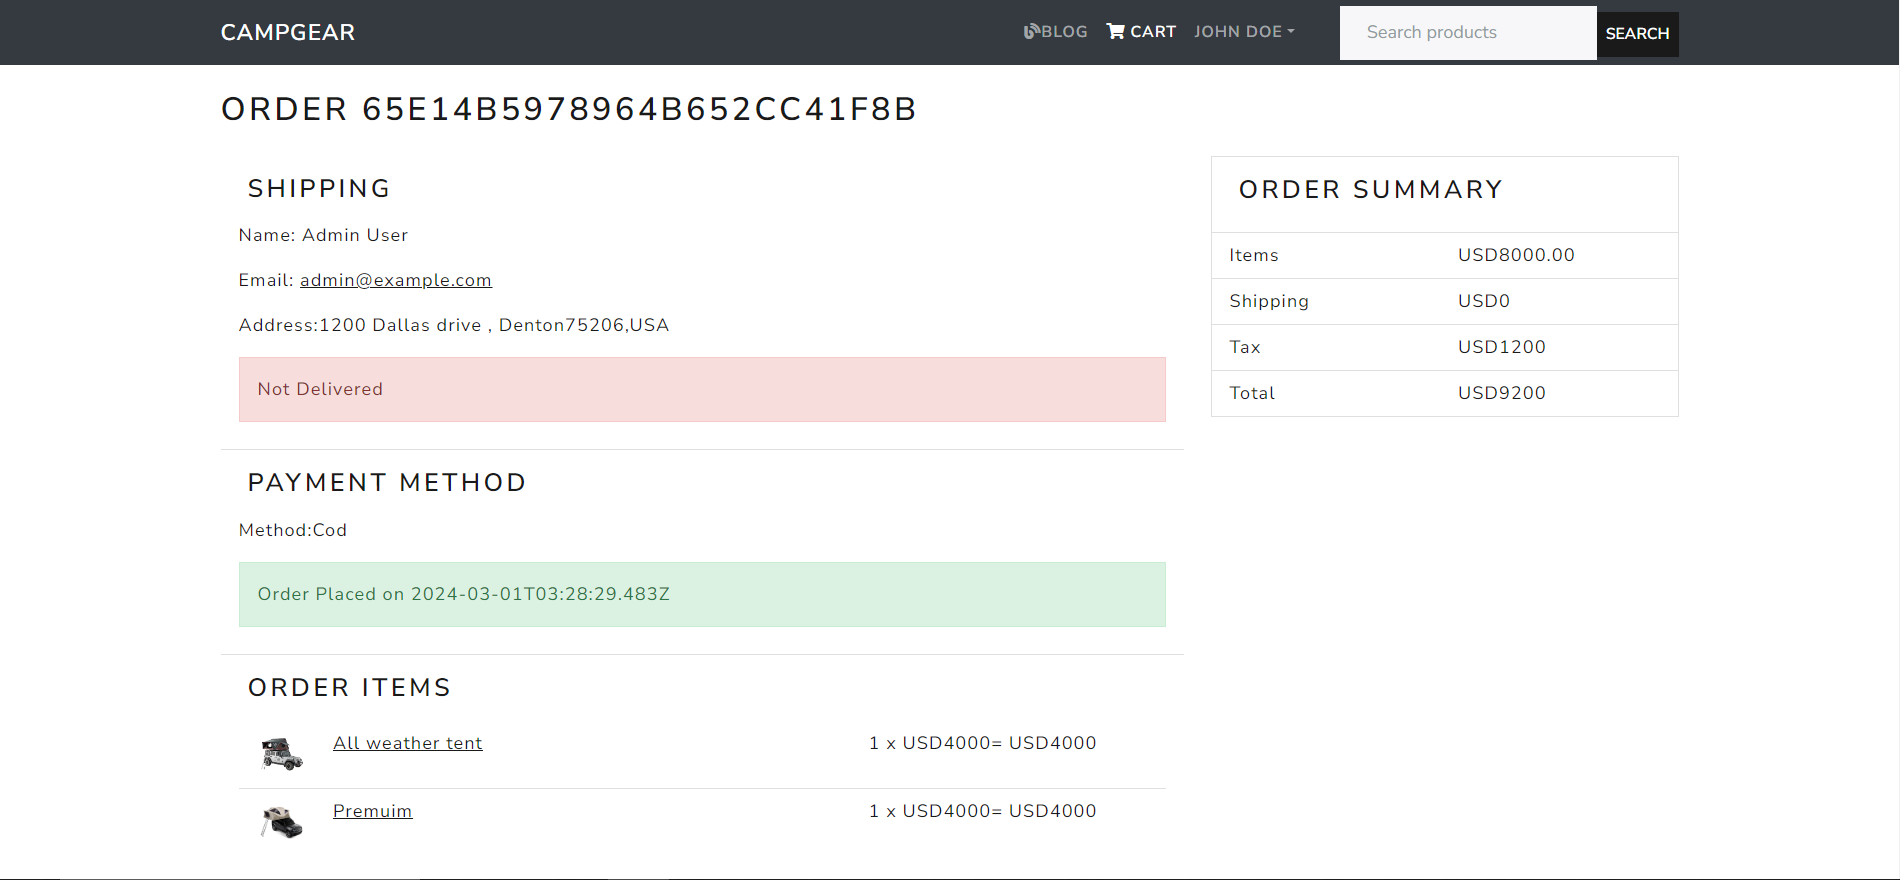 CAMPGEAR
BLOG CART JOHN DOE Search products SEARCH
ORDER 65E14B5978964B652CC41F8B
SHIPPING
Name: Admin User
Email: admin@example.com
Address:1200 Dallas drive , Denton75206,USA
Not Delivered
PAYMENT METHOD
Method:Cod
Order Placed on 2024-03-01T03:28:29.483Z
ORDER ITEMS
All weather tent 1 x USD4000= USD4000
Premuim 1 x USD4000= USD4000
ORDER SUMMARY
Items USD8000.00
Shipping USD0
Tax USD1200
Total USD9200